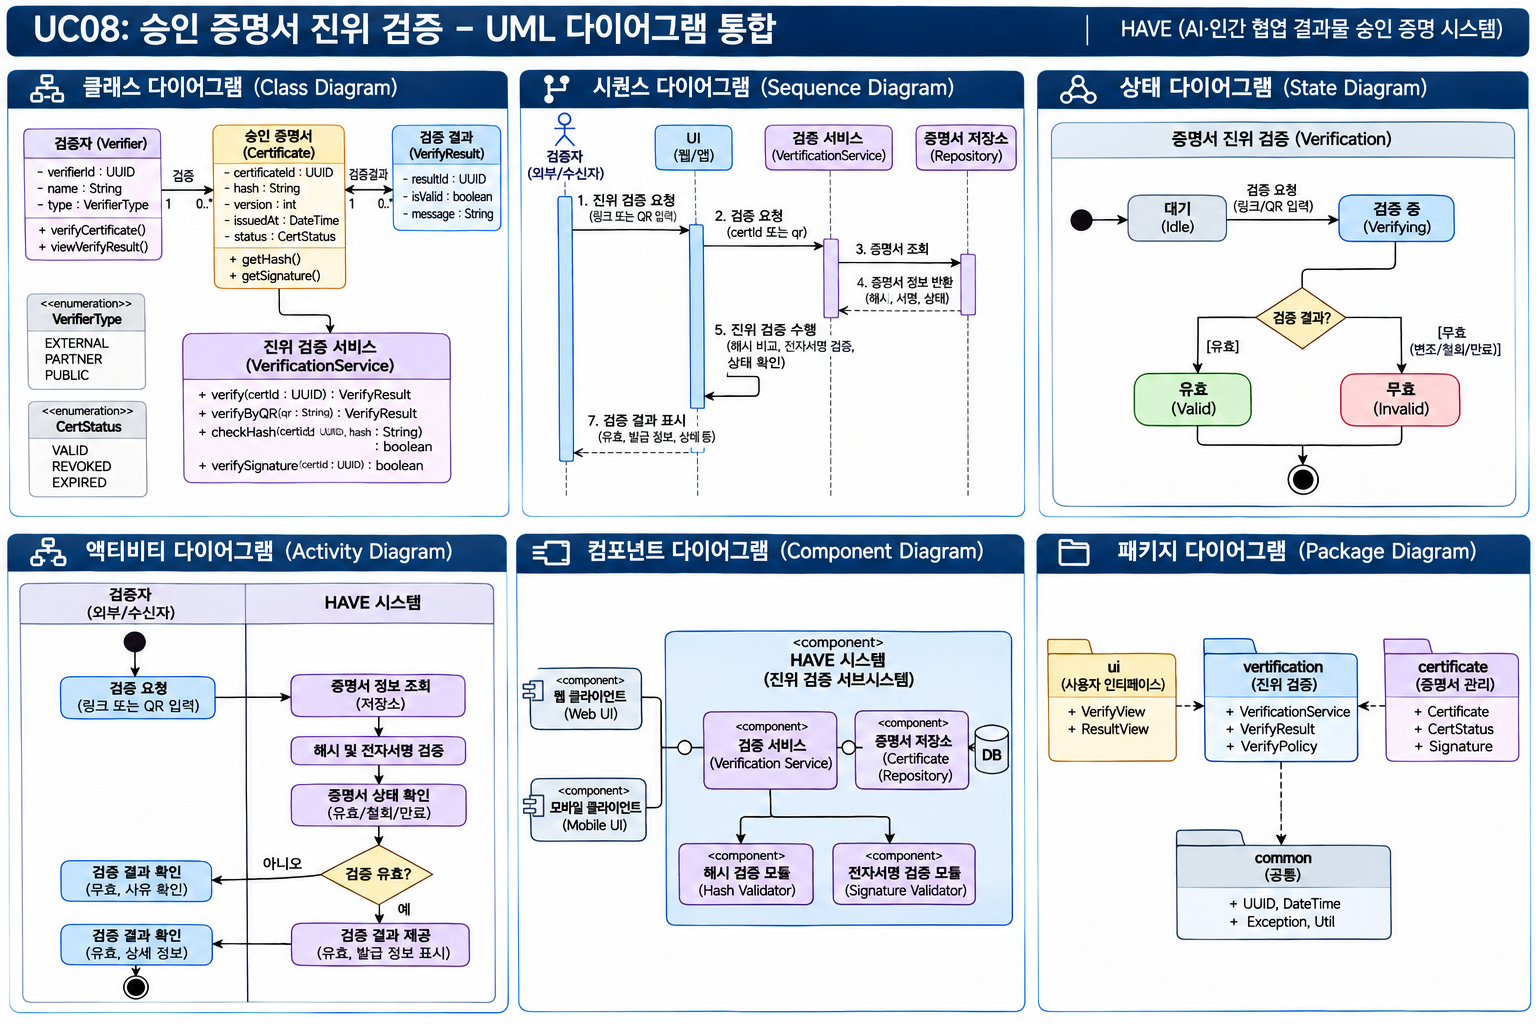 UC08: 승인 증명서 진위 검증 – UML 다이어그램 통합
HAVE (AI·인간 협업 결과물 승인 증명 시스템)
클래스 다이어그램 (Class Diagram)
검증자 (Verifier)
- verifierId : UUID
- name : String
- type : VerifierType
+ verifyCertificate()
+ viewVerifyResult()
검증
1
0..*
승인 증명서
(Certificate)
- certificateId : UUID
- hash : String
- version : int
- issuedAt : DateTime
- status : CertStatus
+ getHash()
+ getSignature()
검증결과
1
0..*
검증 결과
(VerifyResult)
- resultId : UUID
- isValid : boolean
- message : String
<<enumeration>>
VerifierType
EXTERNAL
PARTNER
PUBLIC
<<enumeration>>
CertStatus
VALID
REVOKED
EXPIRED
진위 검증 서비스
(VerificationService)
+ verify(certId : UUID) : VerifyResult
+ verifyByQR(qr : String) : VerifyResult
+ checkHash(certId : UUID, hash : String)
: boolean
+ verifySignature(certId : UUID) : boolean
시퀀스 다이어그램 (Sequence Diagram)
검증자
(외부/수신자)
UI
(웹/앱)
검증 서비스
(VertificationService)
증명서 저장소
(Repository)
1. 진위 검증 요청
(링크 또는 QR 입력)
2. 검증 요청
(certId 또는 qr)
3. 증명서 조회
4. 증명서 정보 반환
(해시, 서명, 상태)
5. 진위 검증 수행
(해시 비교, 전자서명 검증,
상태 확인)
7. 검증 결과 표시
(유효, 발급 정보, 상세 등)
상태 다이어그램 (State Diagram)
증명서 진위 검증 (Verification)
대기
(Idle)
검증 요청
(링크/QR 입력)
검증 중
(Verifying)
검증 결과?
[유효]
[무효
(변조/철회/만료)]
유효
(Valid)
무효
(Invalid)
액티비티 다이어그램 (Activity Diagram)
검증자
(외부/수신자)
HAVE 시스템
검증 요청
(링크 또는 QR 입력)
증명서 정보 조회
(저장소)
해시 및 전자서명 검증
증명서 상태 확인
(유효/철회/만료)
검증 유효?
아니오
예
검증 결과 확인
(무효, 사유 확인)
검증 결과 확인
(유효, 상세 정보)
검증 결과 제공
(유효, 발급 정보 표시)
컴포넌트 다이어그램 (Component Diagram)
<component>
HAVE 시스템
(진위 검증 서브시스템)
<component>
웹 클라이언트
(Web UI)
<component>
모바일 클라이언트
(Mobile UI)
<component>
검증 서비스
(Verification Service)
<component>
증명서 저장소
(Certificate
(Repository)
DB
<component>
해시 검증 모듈
(Hash Validator)
<component>
전자서명 검증 모듈
(Signature Validator)
패키지 다이어그램 (Package Diagram)
ui
(사용자 인티페이스)
+ VerifyView
+ ResultView
vertification
(진위 검증)
+ VerificationService
+ VerifyResult
+ VerifyPolicy
certificate
(증명서 관리)
+ Certificate
+ CertStatus
+ Signature
common
(공통)
+ UUID, DateTime
+ Exception, Util